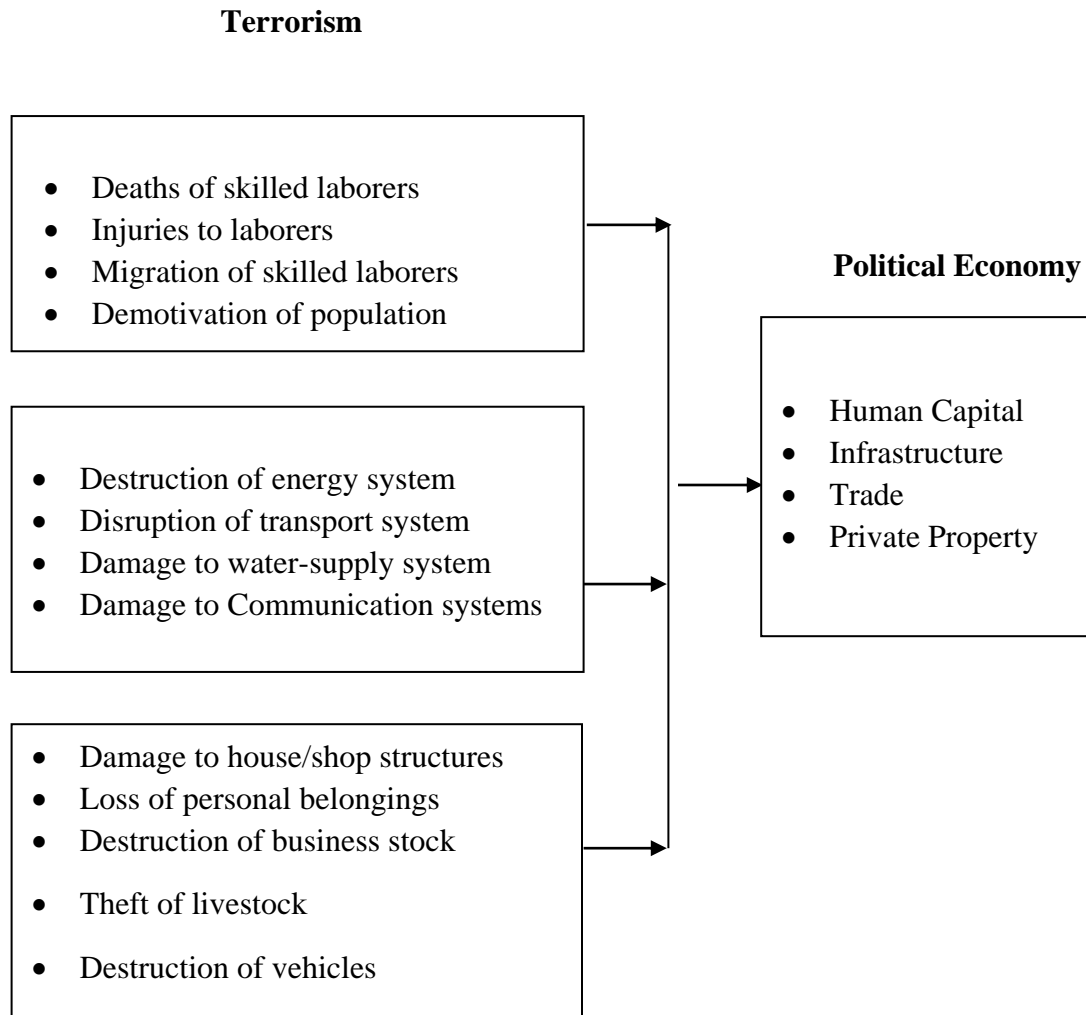 Terrorism
• Deaths of skilled laborers
• Injuries to laborers
• Migration of skilled laborers
• Demotivation of population
Political Economy
• Human Capital
• Infrastructure
• Trade
• Private Property
• Destruction of energy system
• Disruption of transport system
• Damage to water-supply system
• Damage to Communication systems
• Damage to house/shop structures
• Loss of personal belongings
• Destruction of business stock
• Theft of livestock
• Destruction of vehicles